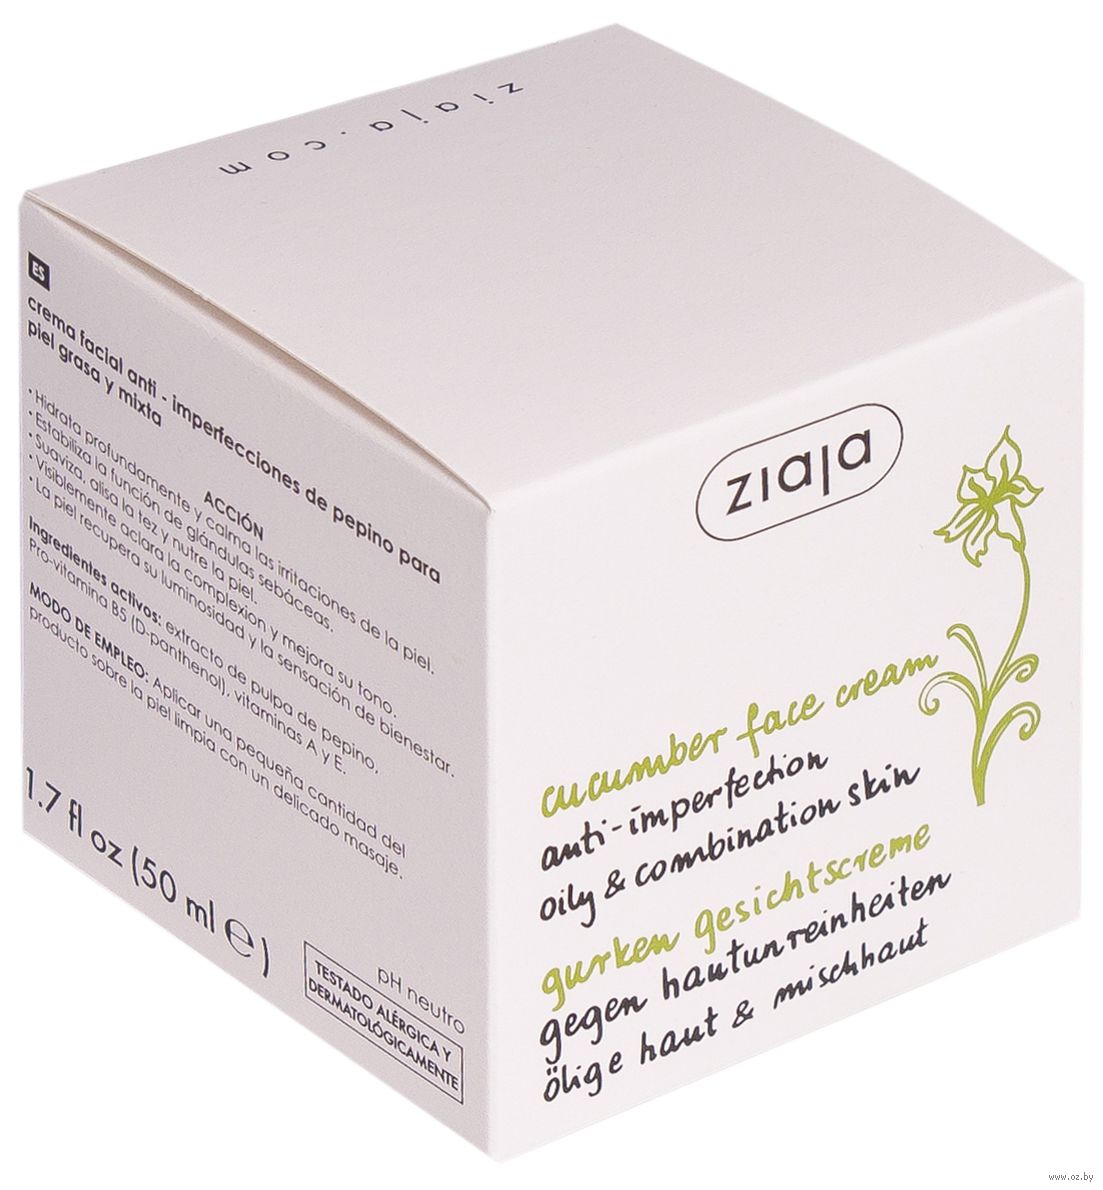 ziaja.com
ES
crema facial anti - imperfecciones de pepino para
piel grasa y mixta
ACCIÓN
• Hidrata profundamente y calma las irritaciones de la piel.
• Estabiliza la función de glándulas sebáceas.
• Suaviza, alisa la tez y nutre la piel.
• Visiblemente aclara la complexion y mejora su tono.
• La piel recupera su luminosidad y la sensación de bienestar.
Ingredientes activos: extracto de pulpa de pepino,
Pro-vitamina B5 (D-panthenol), vitaminas A y E.
MODO DE EMPLEO: Aplicar una pequeña cantidad del
producto sobre la piel limpia con un delicado masaje.
1.7 fl oz (50 ml ℮)
pH neutro
TESTADO ALÉRGICA Y
DERMATOLÓGICAMENTE
ziaja
cucumber face cream
anti-imperfection
oily & combination skin
gurken gesichtscreme
gegen hautunreinheiten
ölige haut & mischhaut
www.oz.by